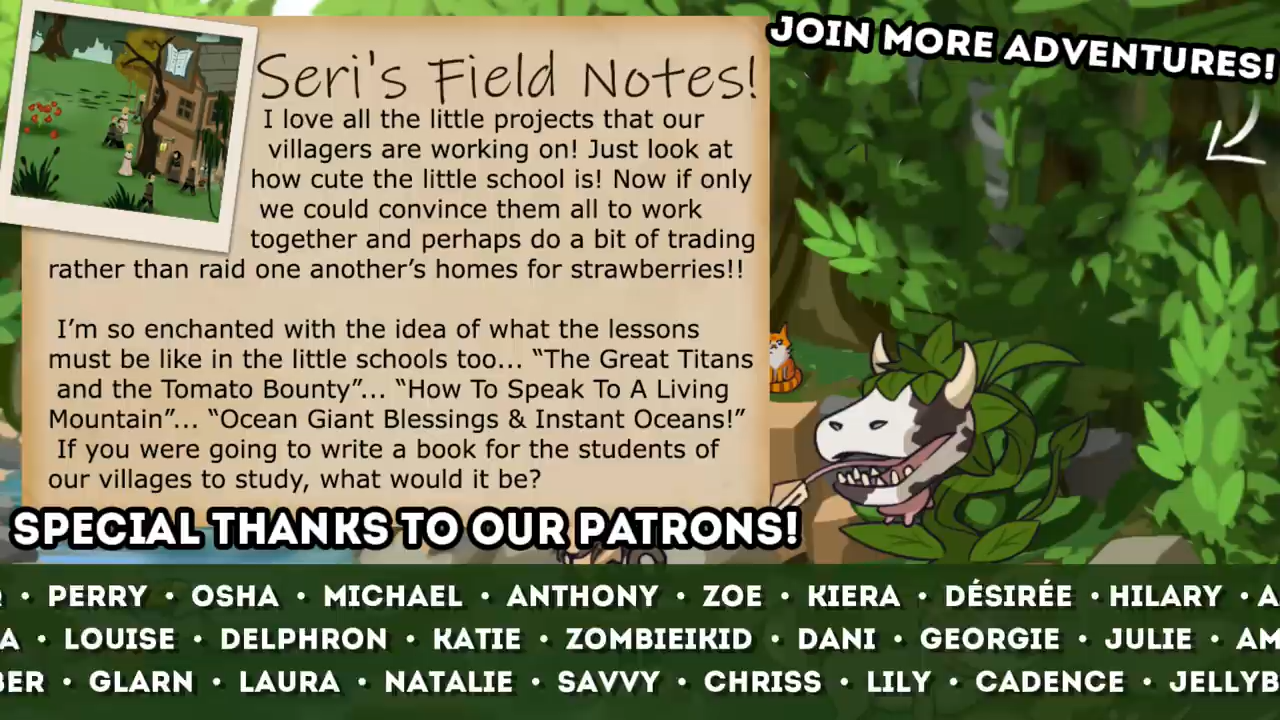 JOIN MORE ADVENTURES!
Seri's Field Notes!
I love all the little projects that our
villagers are working on! Just look at
how cute the little school is! Now if only
we could convince them all to work
together and perhaps do a bit of trading
rather than raid one another’s homes for strawberries!!
I’m so enchanted with the idea of what the lessons
must be like in the little schools too... “The Great Titans
and the Tomato Bounty”... “How To Speak To A Living
Mountain”... “Ocean Giant Blessings & Instant Oceans!”
If you were going to write a book for the students of
our villages to study, what would it be?
SPECIAL THANKS TO OUR PATRONS!
• PERRY • OSHA • MICHAEL • ANTHONY • ZOE • KIERA • DÉSIRÉE • HILARY • A
A • LOUISE • DELPHRON • KATIE • ZOMBIEIKID • DANI • GEORGIE • JULIE • AM
BER • GLARN • LAURA • NATALIE • SAVVY • CHRISS • LILY • CADENCE • JELLYB